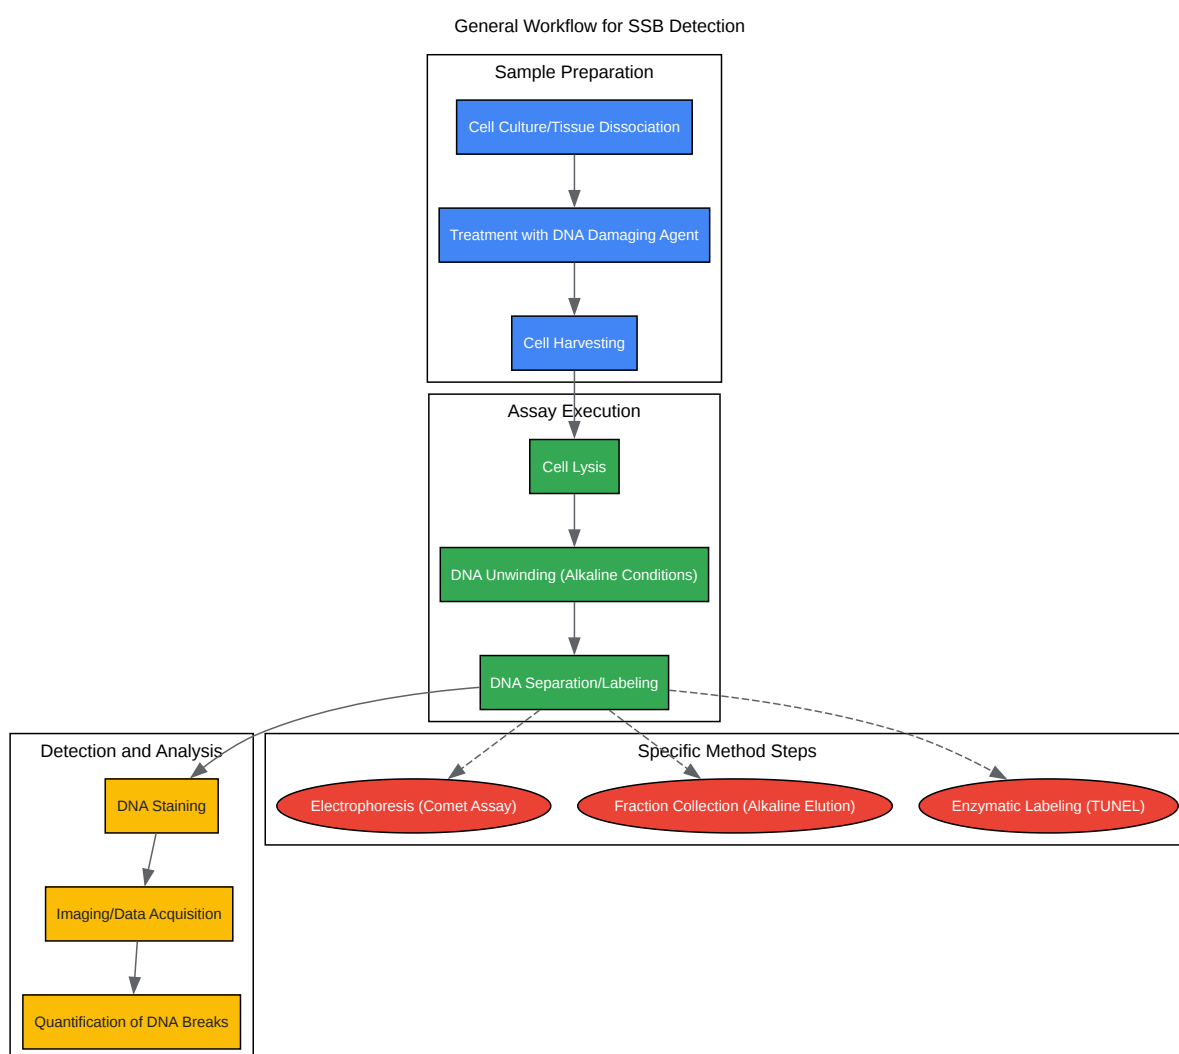 General Workflow for SSB Detection
Sample Preparation
Cell Culture/Tissue Dissociation
Treatment with DNA Damaging Agent
Cell Harvesting
Assay Execution
Cell Lysis
DNA Unwinding (Alkaline Conditions)
DNA Separation/Labeling
Detection and Analysis
DNA Staining
Imaging/Data Acquisition
Quantification of DNA Breaks
Specific Method Steps
Electrophoresis (Comet Assay)
Fraction Collection (Alkaline Elution)
Enzymatic Labeling (TUNEL)